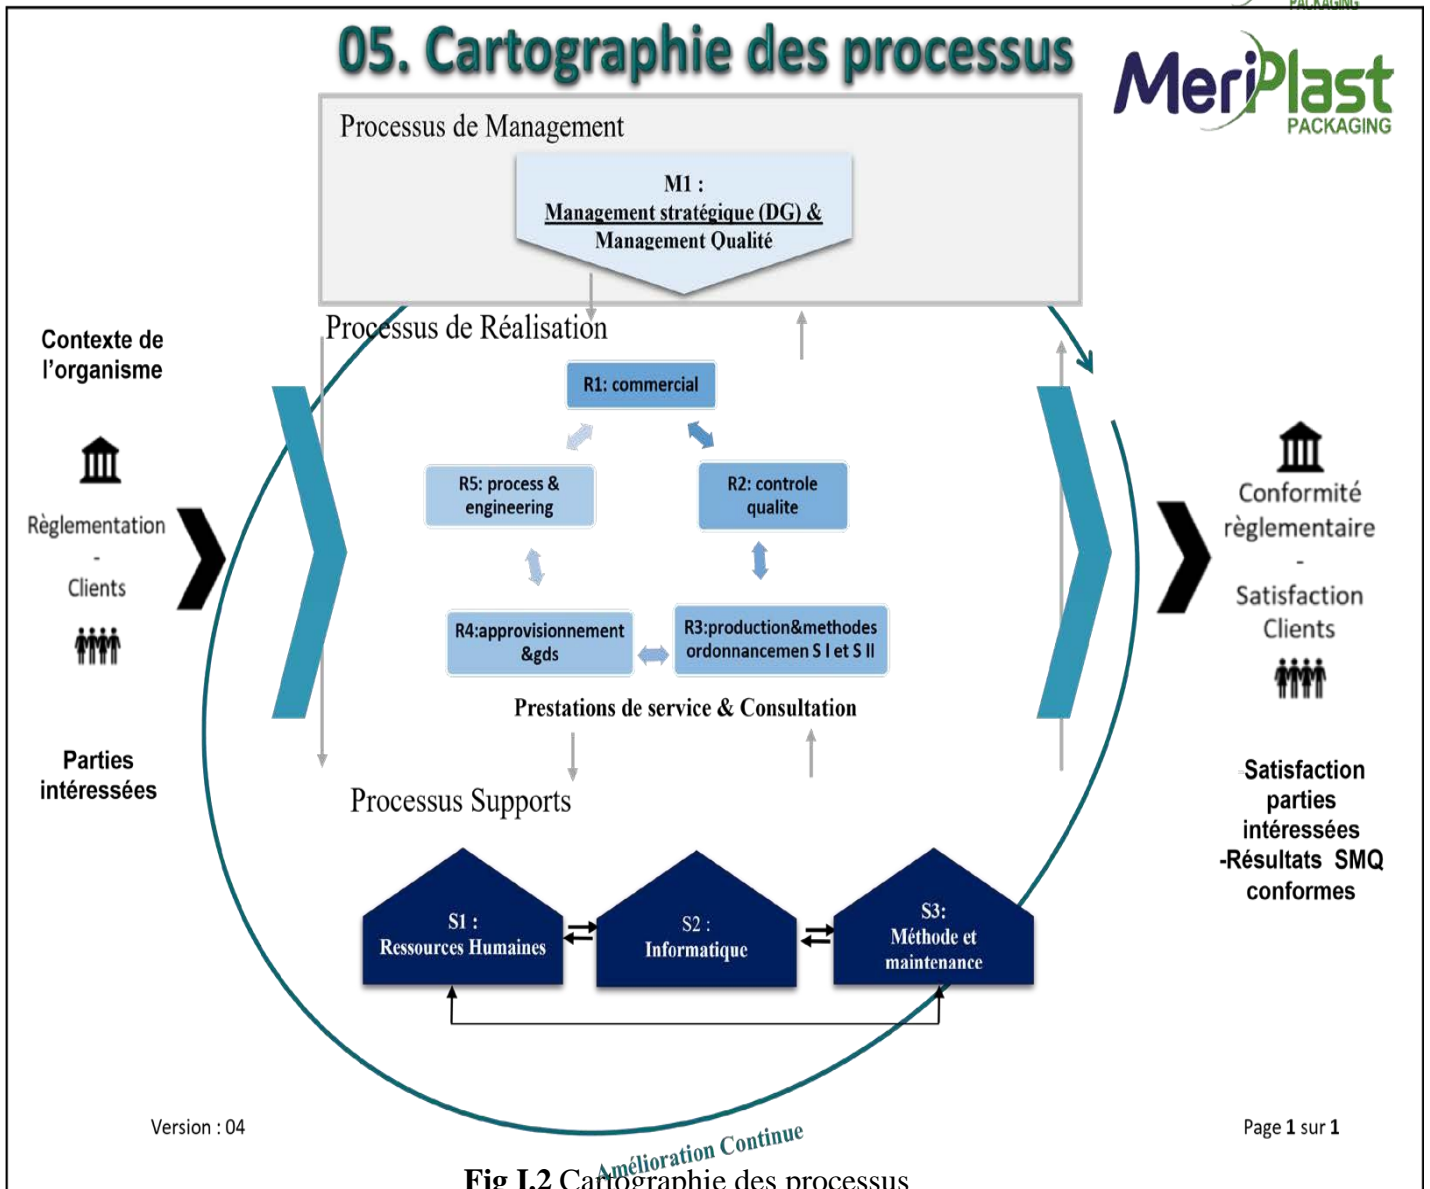 PACKAGING
05. Cartographie des processus
MeriPlast
PACKAGING
Processus de Management
M1 :
Management stratégique (DG) &
Management Qualité
Processus de Réalisation
Contexte de
l'organisme
Règlementation
-
Clients
Parties
intéressées
R1: commercial
R5: process &
engineering
R2: controle
qualite
R4:approvisionnement
&gds
R3:production&methodes
ordonnancemen S I et S II
Prestations de service & Consultation
Conformité
règlementaire
-
Satisfaction
Clients
-Satisfaction
parties
intéressées
-Résultats SMQ
conformes
Processus Supports
S1 :
Ressources Humaines
S2 :
Informatique
S3:
Méthode et
maintenance
Version : 04
Page 1 sur 1
Amélioration Continue
Fig I.2 Cartographie des processus